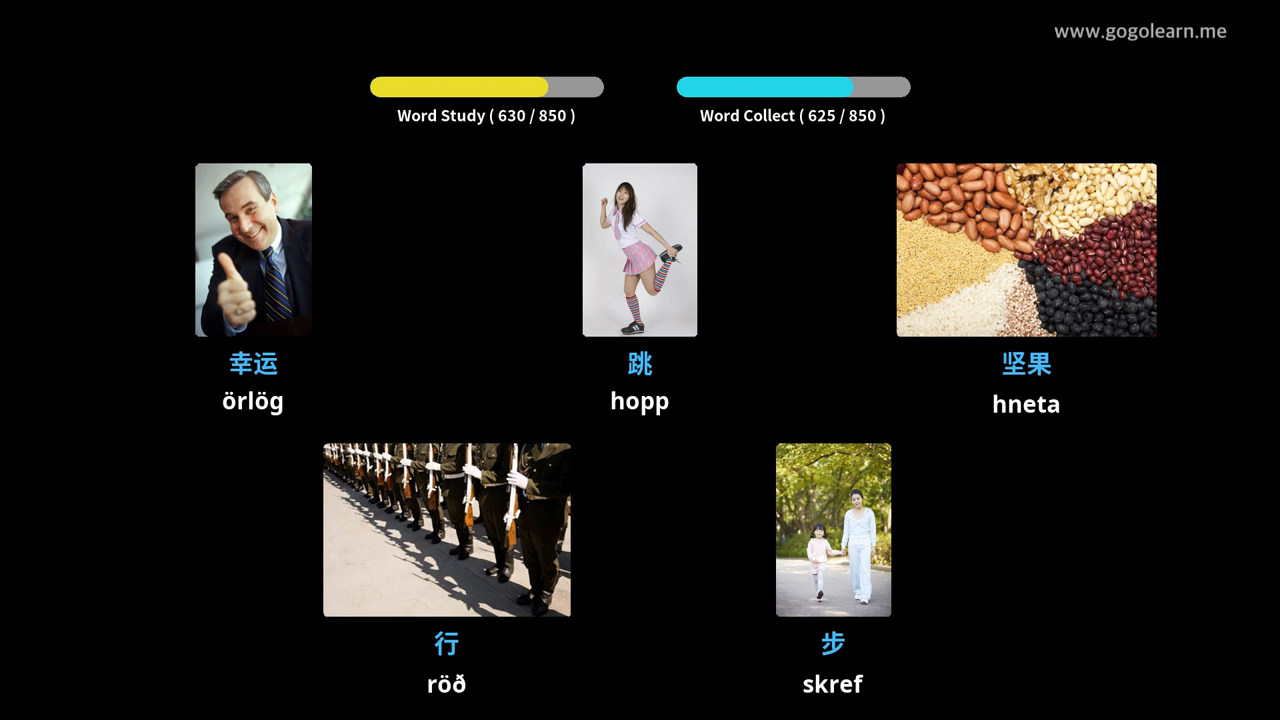 www.gogolearn.me
Word Study ( 630 / 850 )
Word Collect ( 625 / 850 )
幸运
örlög
跳
hopp
坚果
hneta
行
röð
步
skref